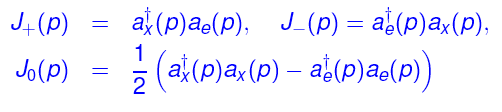 J₊(p) = a†ₓ(p)aₑ(p), J₋(p) = a†ₑ(p)aₓ(p),
J₀(p) = 1/2 (a†ₓ(p)aₓ(p) − a†ₑ(p)aₑ(p))